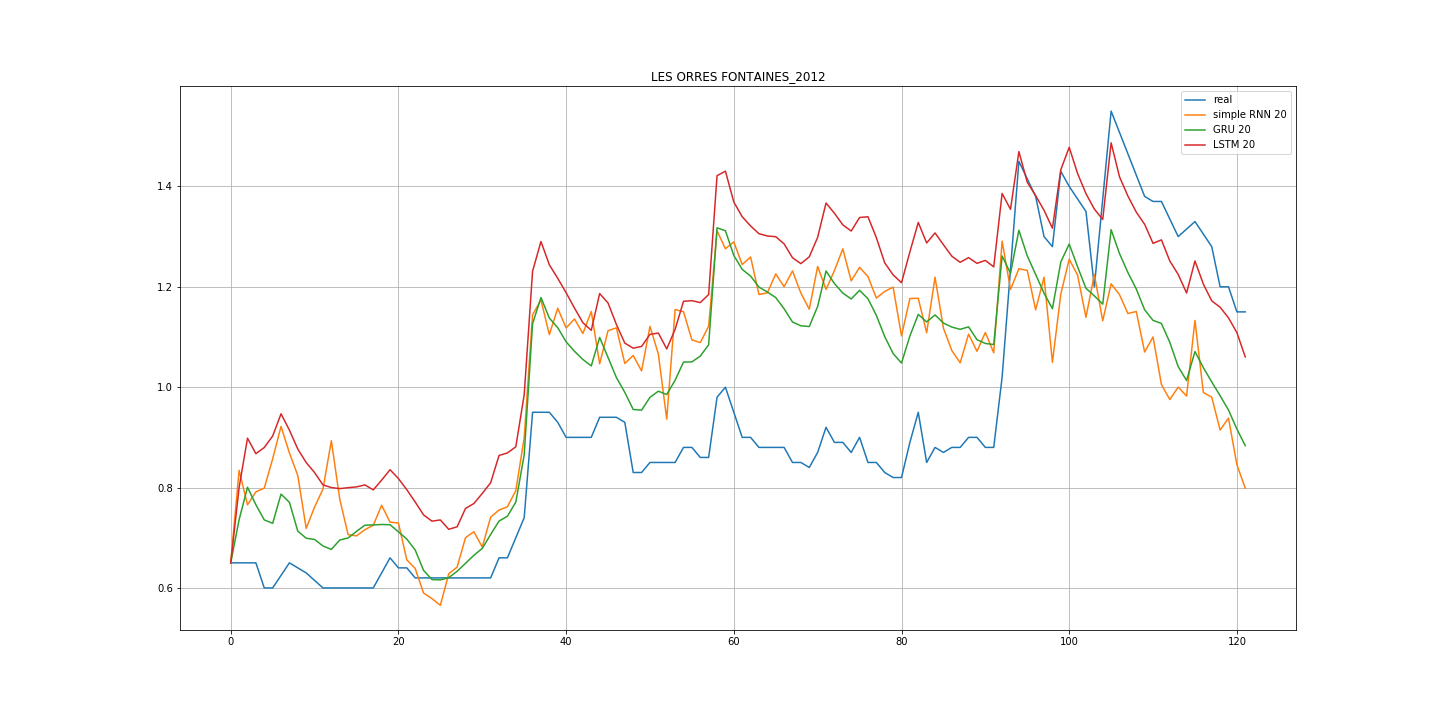 LES ORRES FONTAINES_2012
real
simple RNN 20
GRU 20
LSTM 20
1.4
1.2
1.0
0.8
0.6
0 20 40 60 80 100 120